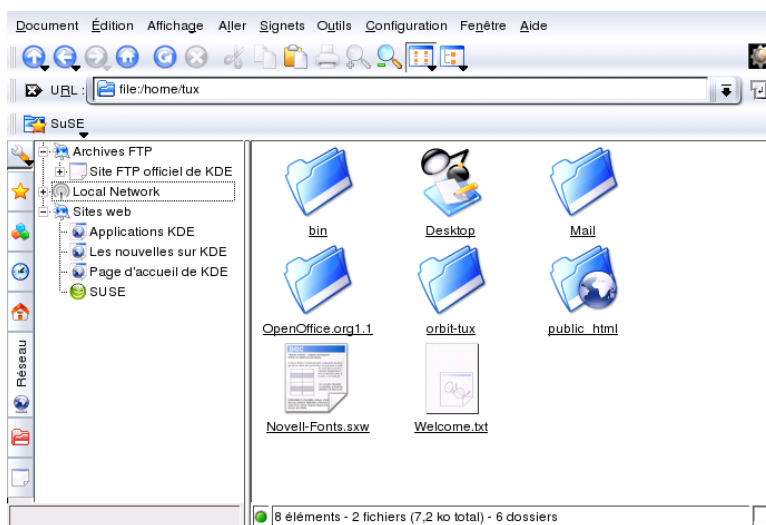 Document Édition Affichage Aller Signets Outils Configuration Fenêtre Aide
URL : file:/home/tux
SuSE
Archives FTP
Site FTP officiel de KDE
Local Network
Sites web
Applications KDE
Les nouvelles sur KDE
Page d'accueil de KDE
SUSE
Réseau
bin Desktop Mail
OpenOffice.org1.1 orbit-tux public_html
Novell-Fonts.sxw Welcome.txt
8 éléments - 2 fichiers (7,2 ko total) - 6 dossiers